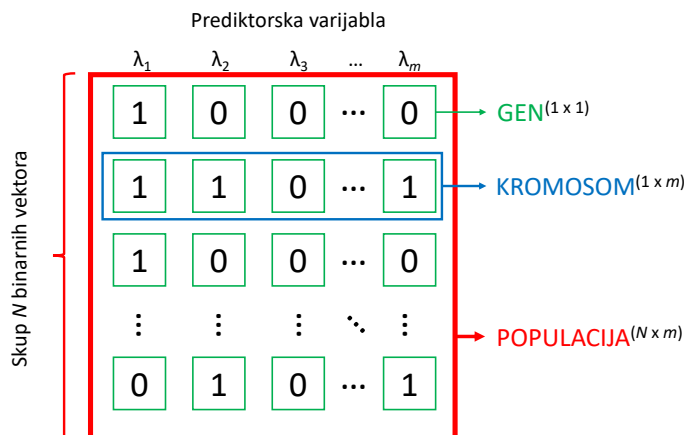 Prediktorska varijabla
λ1 λ2 λ3 ... λm
1 0 0 ... 0 GEN(1 x 1)
1 1 0 ... 1 KROMOSOM(1 x m)
1 0 0 ... 0
⋮ ⋮ ⋮ ⋱ ⋮ POPULACIJA(N x m)
0 1 0 ... 1
Skup N binarnih vektora